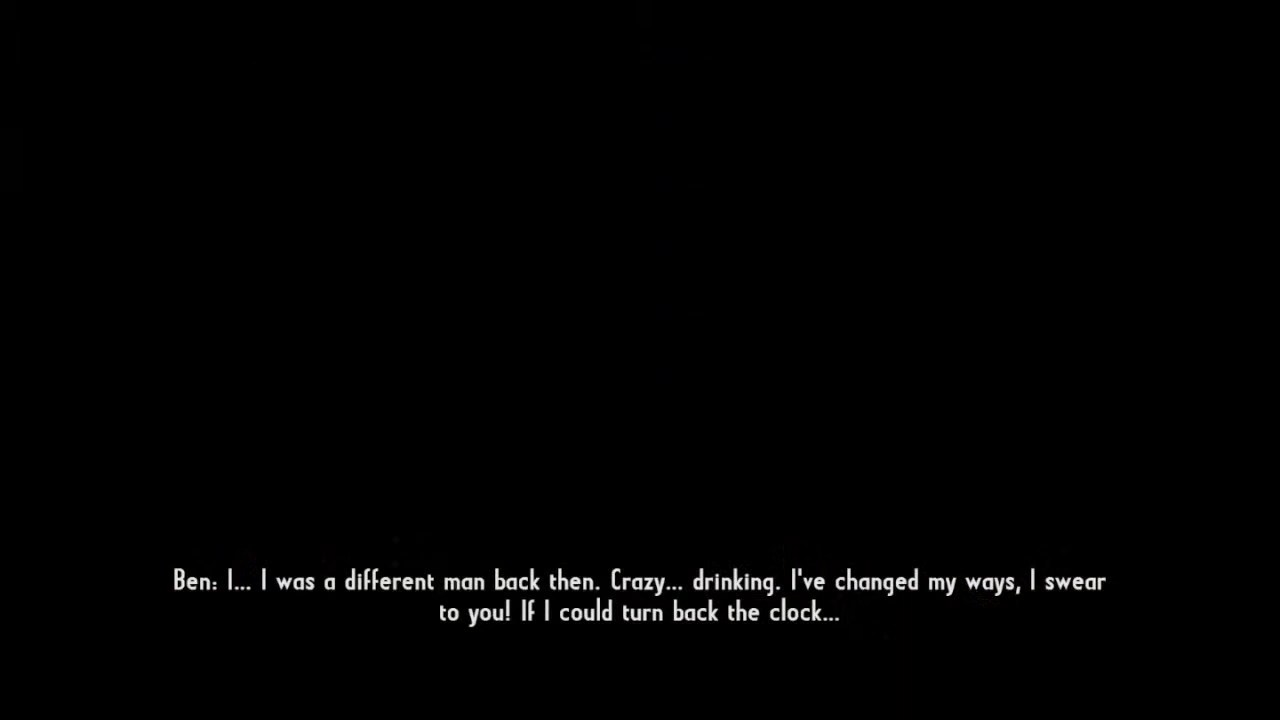 Ben: I... I was a different man back then. Crazy... drinking. I've changed my ways, I swear
to you! If I could turn back the clock...